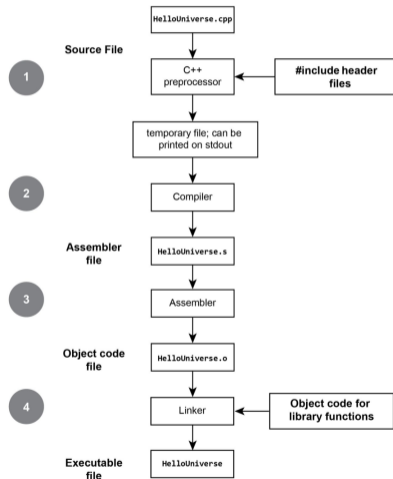 HelloUniverse.cpp
Source File
1
C++
preprocessor
#include header
files
temporary file; can be
printed on stdout
2
Compiler
Assembler
file
HelloUniverse.s
3
Assembler
Object code
file
HelloUniverse.o
4
Linker
Object code for
library functions
Executable
file
HelloUniverse